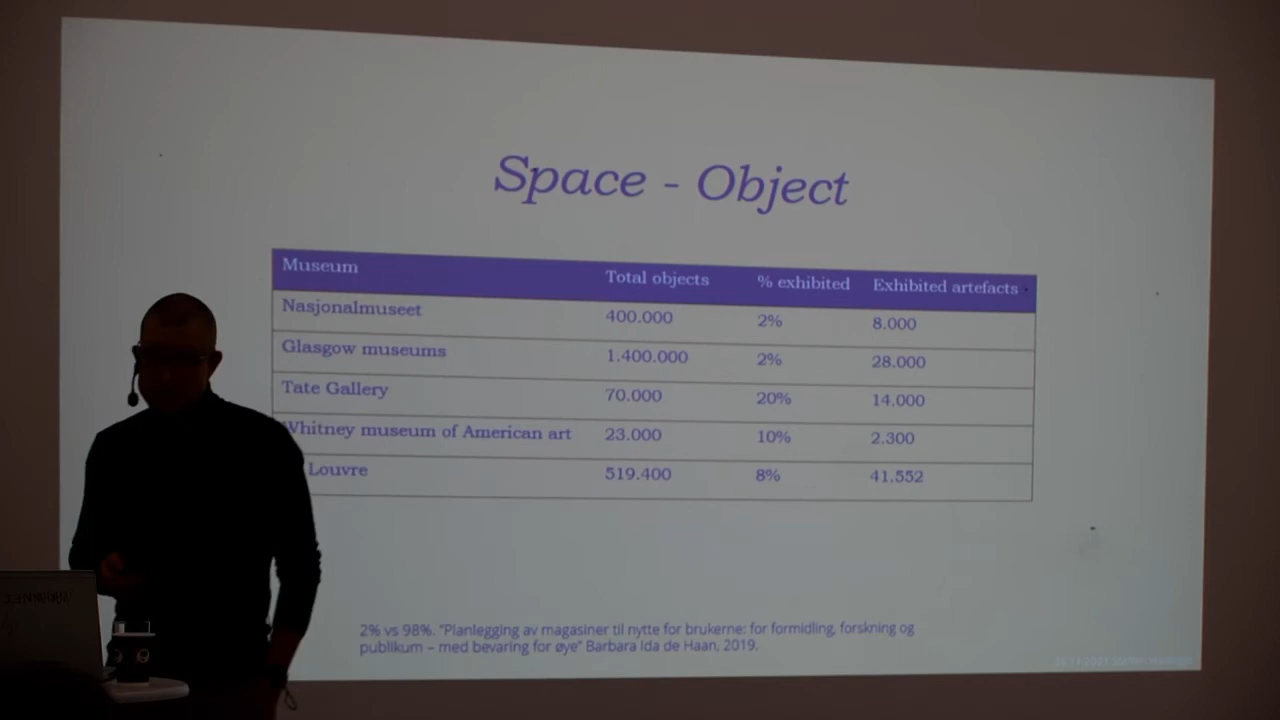 Space - Object
Museum Total objects % exhibited Exhibited artefacts
Nasjonalmuseet 400.000 2% 8.000
Glasgow museums 1.400.000 2% 28.000
Tate Gallery 70.000 20% 14.000
Whitney museum of American art 23.000 10% 2.300
Louvre 519.400 8% 41.552
2% vs 98%. "Planlegging av magasiner til nytte for brukerne: for formidling, forskning og
publikum – med bevaring for øye" Barbara Ida de Haan, 2019.